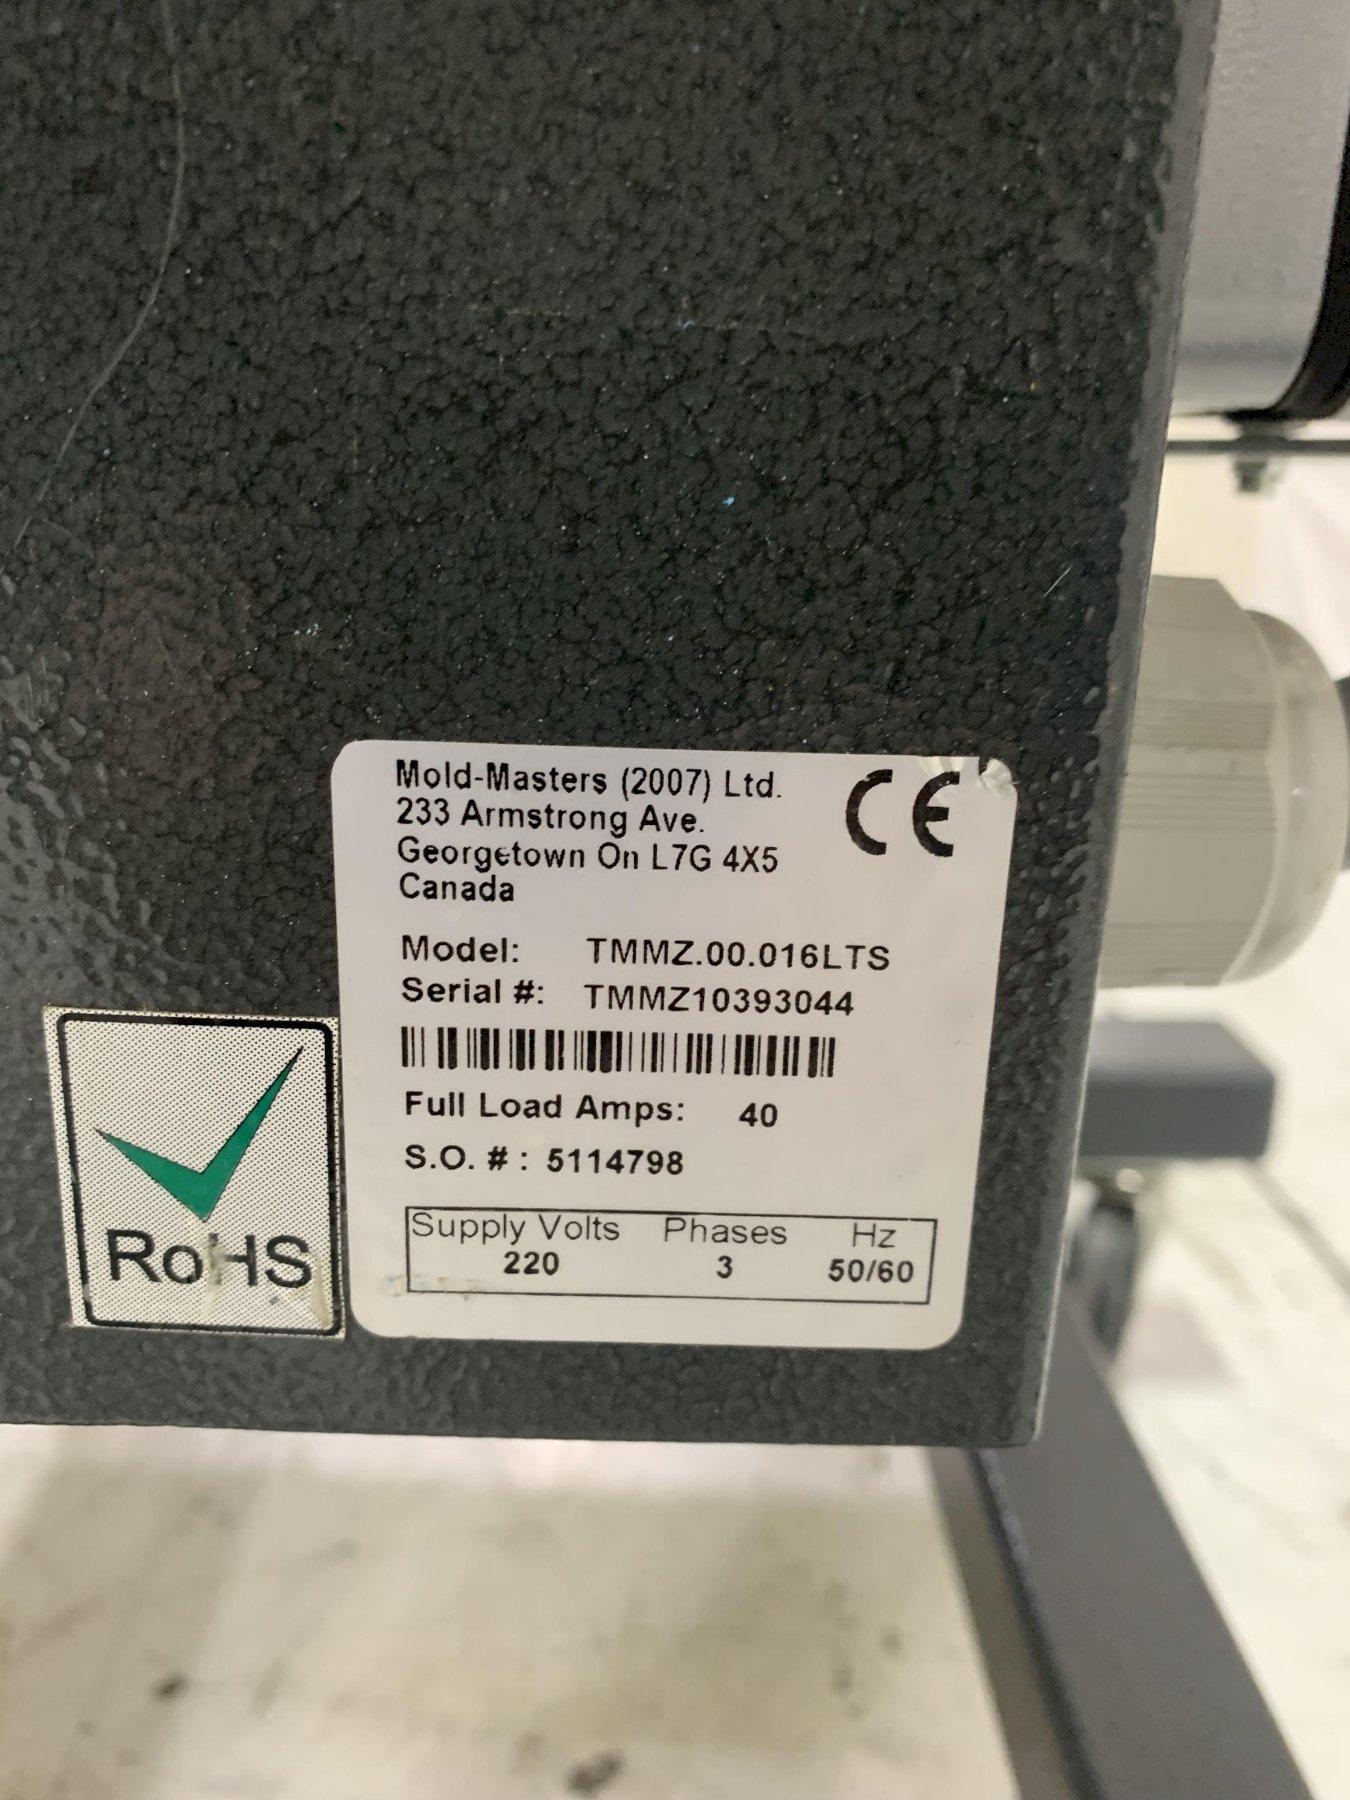 Mold-Masters (2007) Ltd.
233 Armstrong Ave.
Georgetown On L7G 4X5
Canada
CE
Model: TMMZ.00.016LTS
Serial #: TMMZ10393044
Full Load Amps: 40
S.O. # : 5114798
Supply Volts Phases Hz
220 3 50/60
RoHS